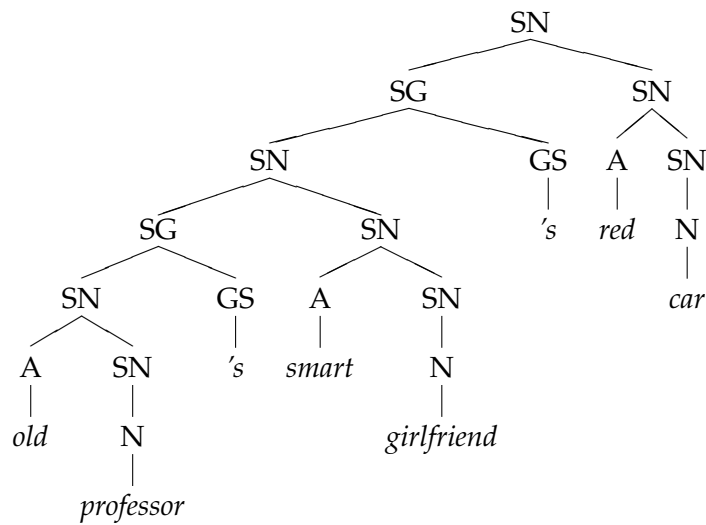 SN
SG SN
SN GS A SN
SG SN 's red N
SN GS A SN car
A SN 's smart N
old N girlfriend
professor